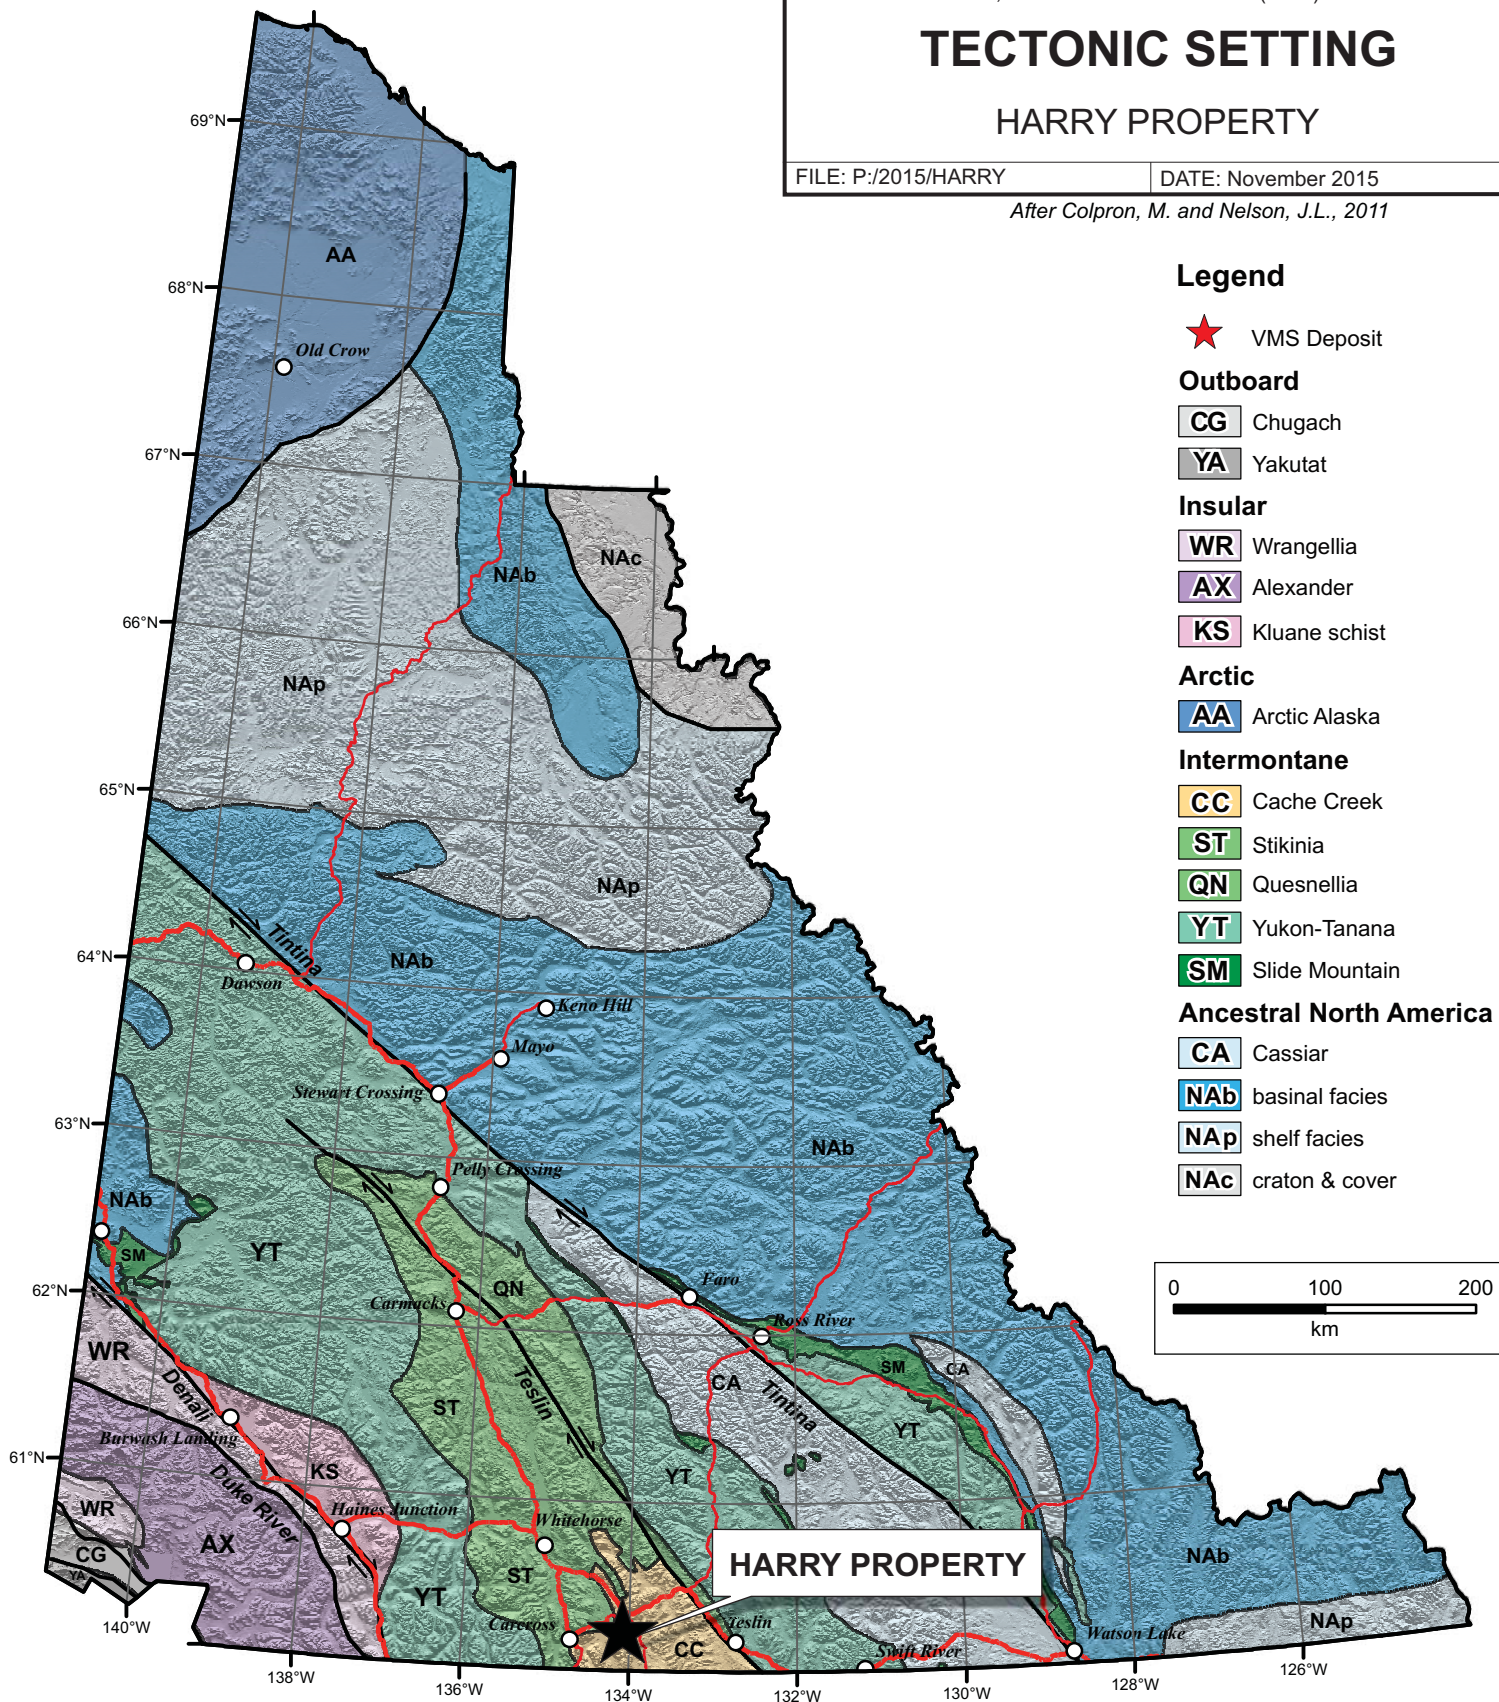 TECTONIC SETTING
HARRY PROPERTY
FILE: P:/2015/HARRY
DATE: November 2015
After Colpron, M. and Nelson, J.L., 2011
Legend
VMS Deposit
Outboard
CG Chugach
YA Yakutat
Insular
WR Wrangellia
AX Alexander
KS Kluane schist
Arctic
AA Arctic Alaska
Intermontane
CC Cache Creek
ST Stikinia
QN Quesnellia
YT Yukon-Tanana
SM Slide Mountain
Ancestral North America
CA Cassiar
NAb basinal facies
NAp shelf facies
NAc craton & cover
0 100 200
km
69°N
68°N
67°N
66°N
65°N
64°N
63°N
62°N
61°N
140°W
138°W
136°W
134°W
132°W
130°W
128°W
126°W
AA
Old Crow
NAc
NAb
NAp
NAp
Tintina
NAb
Dawson
Keno Hill
Mayo
Stewart Crossing
NAb
Pelly Crossing
NAb
SM
YT
QN
Faro
Carmacks
Ross River
WR
Denali
SM
CA
CA
Tintina
Teslin
ST
YT
Burwash Landing
KS
Duke River
YT
WR
Haines Junction
Whitehorse
AX
CG
YA
ST
YT
HARRY PROPERTY
NAb
Carcross
Teslin
CC
Swift River
Watson Lake
NAp